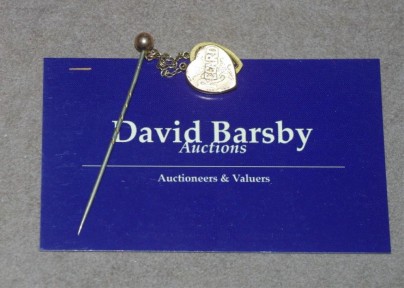 David Barsby
Auctions
Auctioneers & Valuers